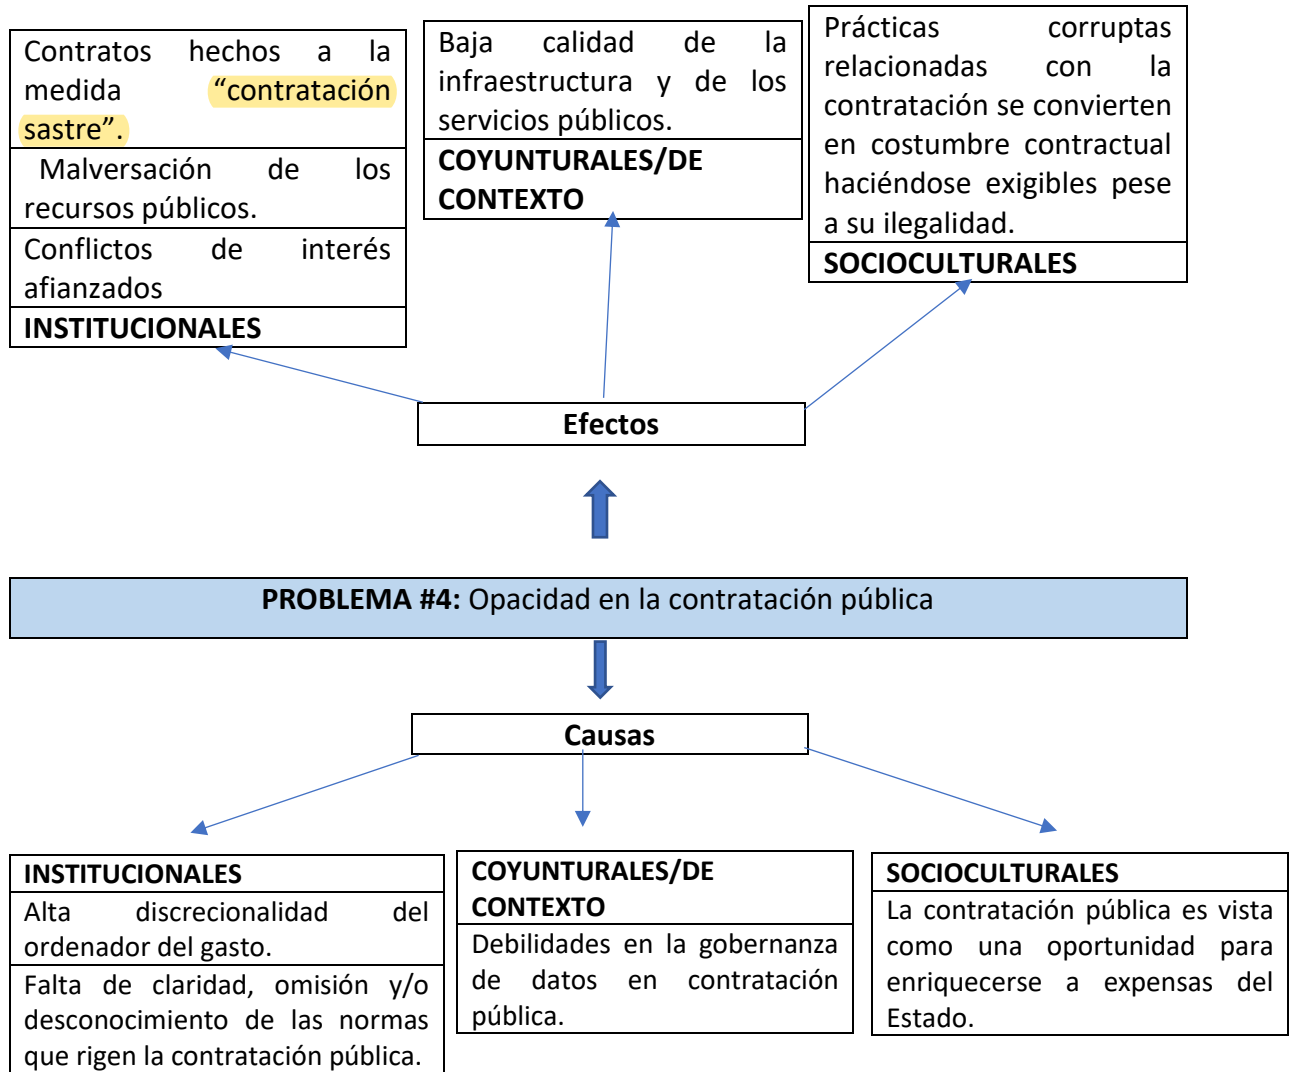 Contratos hechos a la
medida “contratación
sastre”.
Malversación de los
recursos públicos.
Conflictos de interés
afianzados
INSTITUCIONALES
Baja calidad de la
infraestructura y de los
servicios públicos.
COYUNTURALES/DE
CONTEXTO
Prácticas corruptas
relacionadas con la
contratación se convierten
en costumbre contractual
haciéndose exigibles pese
a su ilegalidad.
SOCIOCULTURALES
Efectos
PROBLEMA #4: Opacidad en la contratación pública
Causas
INSTITUCIONALES
Alta discrecionalidad del
ordenador del gasto.
Falta de claridad, omisión y/o
desconocimiento de las normas
que rigen la contratación pública.
COYUNTURALES/DE
CONTEXTO
Debilidades en la gobernanza
de datos en contratación
pública.
SOCIOCULTURALES
La contratación pública es vista
como una oportunidad para
enriquecerse a expensas del
Estado.